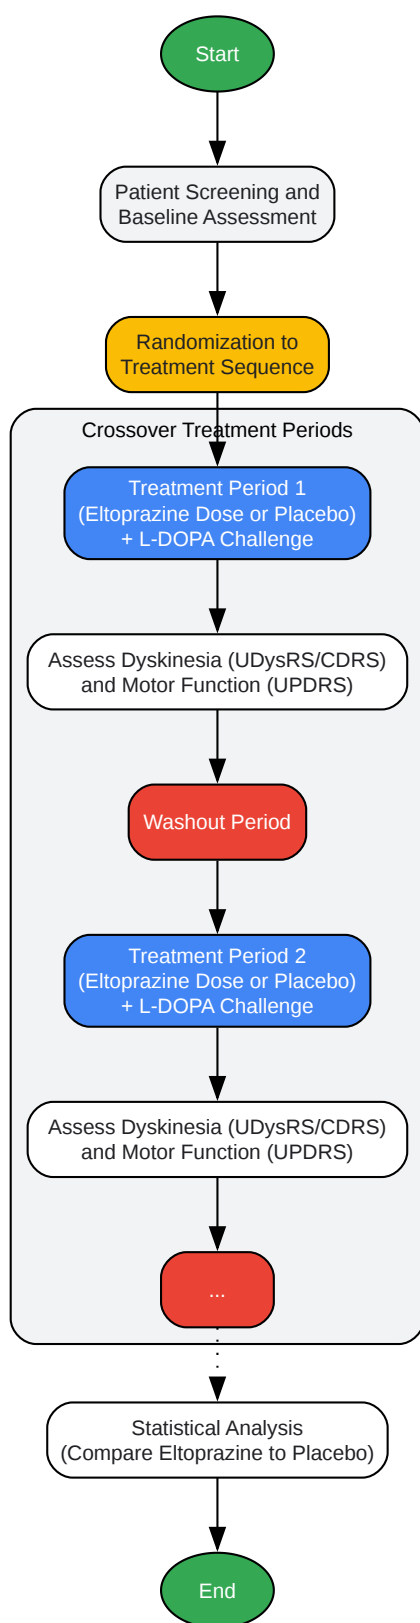 Start
Patient Screening and
Baseline Assessment
Randomization to
Treatment Sequence
Crossover Treatment Periods
Treatment Period 1
(Eltoprazine Dose or Placebo)
+ L-DOPA Challenge
Assess Dyskinesia (UDysRS/CDRS)
and Motor Function (UPDRS)
Washout Period
Treatment Period 2
(Eltoprazine Dose or Placebo)
+ L-DOPA Challenge
Assess Dyskinesia (UDysRS/CDRS)
and Motor Function (UPDRS)
...
Statistical Analysis
(Compare Eltoprazine to Placebo)
End